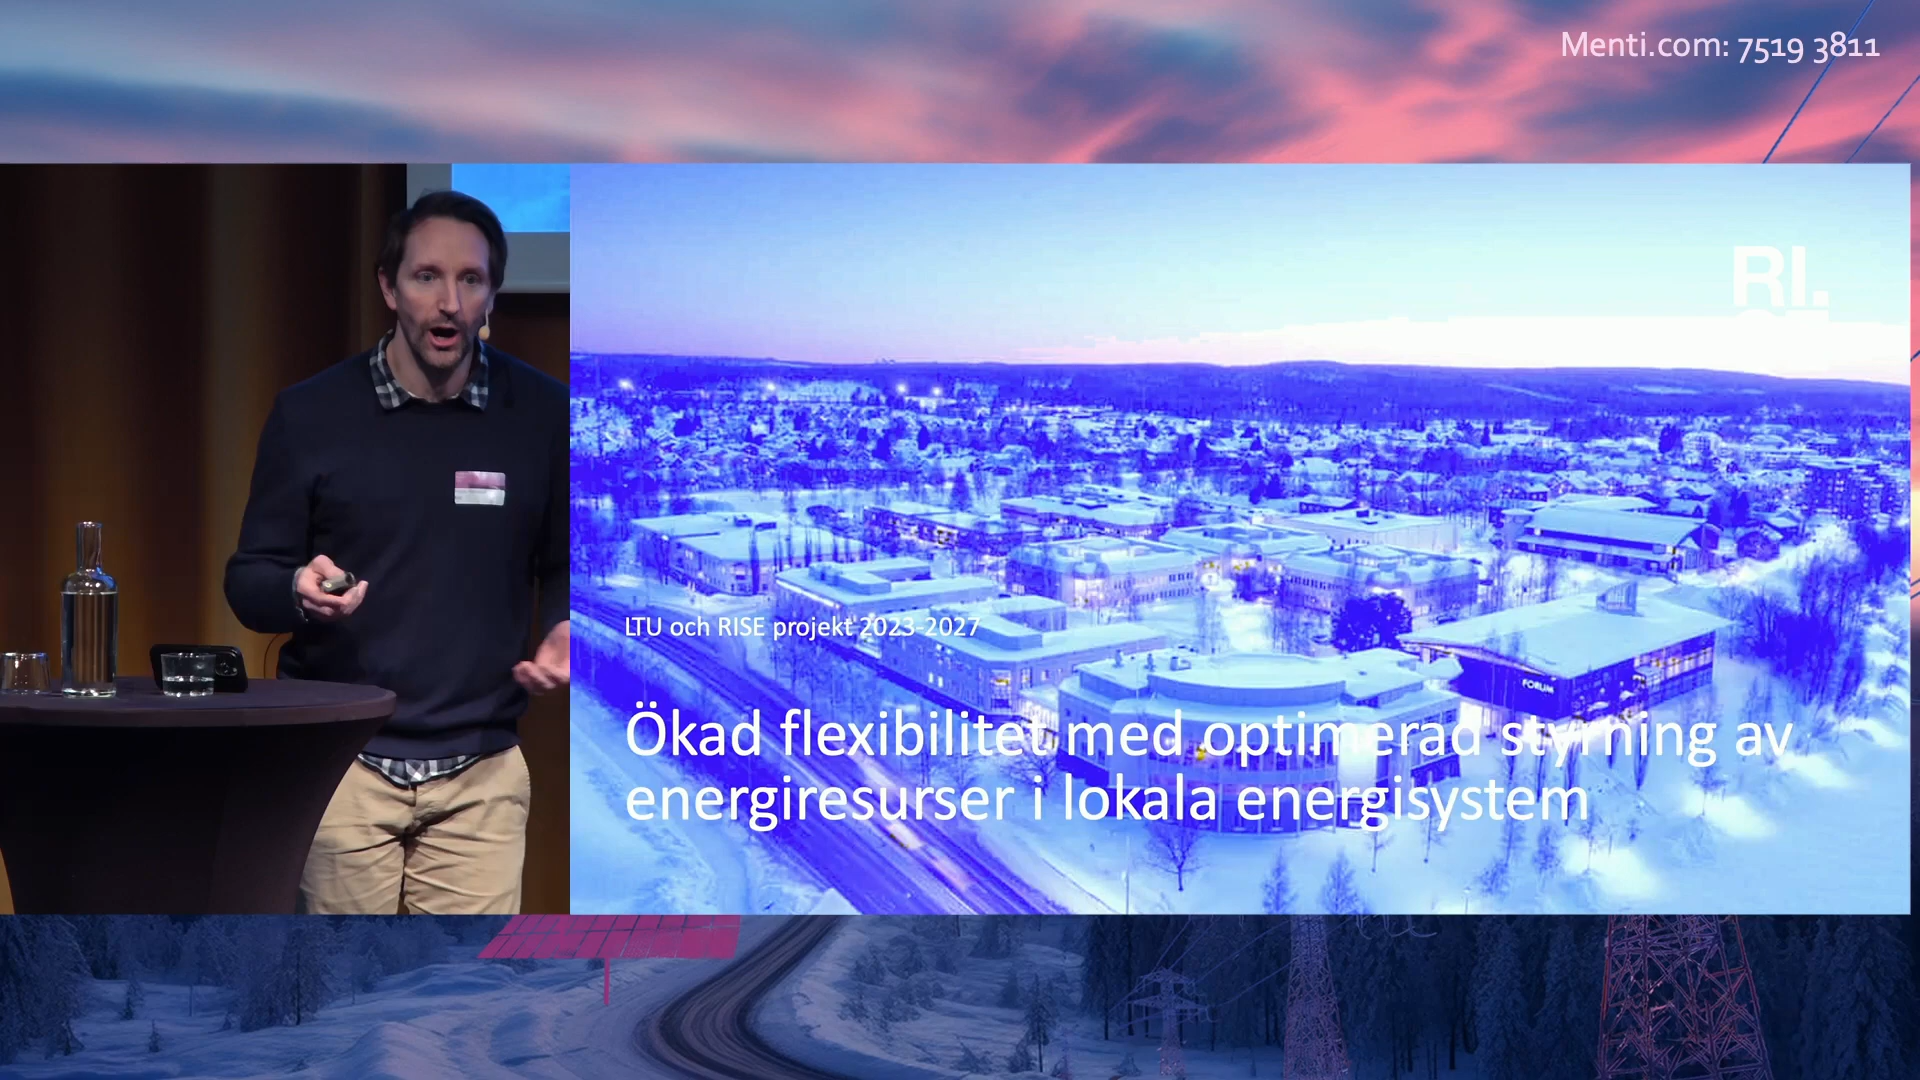 Menti.com: 7519 3811
RI.
LTU och RISE projekt 2023-2027
FORUM
Ökad flexibilitet med optimerad styrning av
energiresurser i lokala energisystem